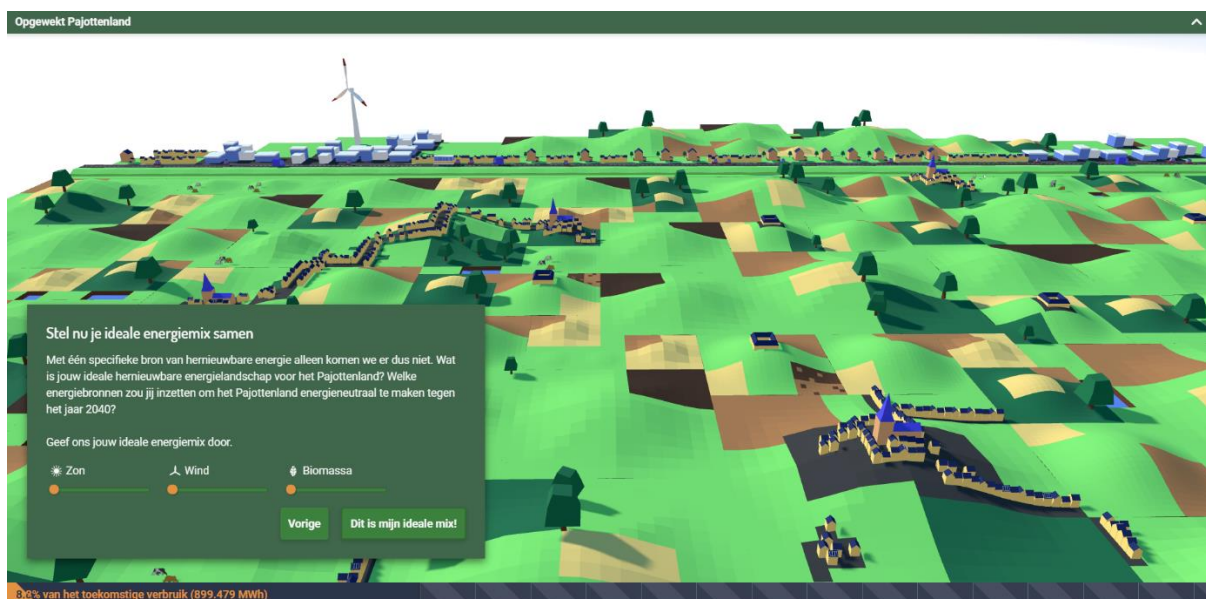 Opgewekt Pajottenland
Stel nu je ideale energiemix samen
Met één specifieke bron van hernieuwbare energie alleen komen we er dus niet. Wat
is jouw ideale hernieuwbare energielandschap voor het Pajottenland? Welke
energiebronnen zou jij inzetten om het Pajottenland energieneutraal te maken tegen
het jaar 2040?
Geef ons jouw ideale energiemix door.
Zon Wind Biomassa
Vorige Dit is mijn ideale mix!
van het toekomstige verbruik (899.479 MWh)